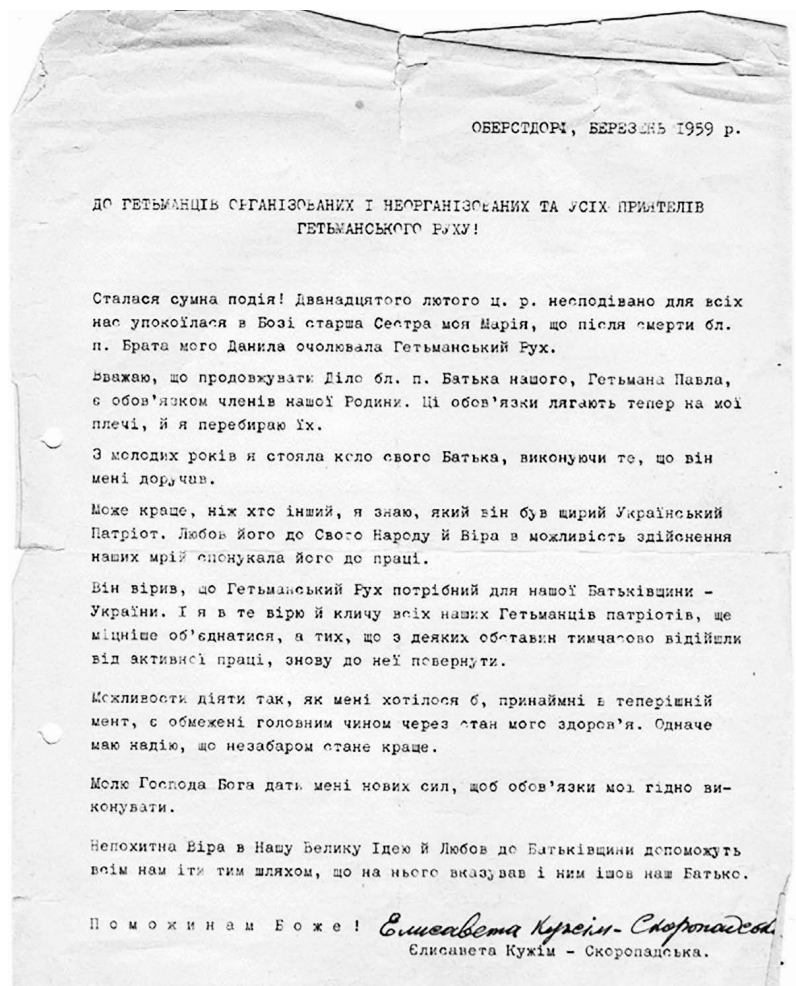 ОБЕРСТДОРФ, БЕРЕЗЕНЬ 1959 р.
ДО ГЕТЬМАНЦІВ ОРГАНІЗОВАНИХ І НЕОРГАНІЗОВАНИХ ТА УСІХ ПРИЯТЕЛІВ
ГЕТЬМАНСЬКОГО РУХУ!
Сталася сумна подія! Дванадцятого лютого ц. р. несподівано для всіх
нас упокоїлася в Бозі старша Сестра моя Марія, що після смерти бл.
п. Брата мого Данила очолювала Гетьманський Рух.
Вважаю, що продовжувати Діло бл. п. Батька нашого, Гетьмана Павла,
є обов'язком членів нашої Родини. Ці обов'язки лягають тепер на мої
плечі, й я перебираю їх.
З молодих років я стояла коло свого Батька, виконуючи те, що він
мені доручав.
Може краще, ніж хто інший, я знаю, який він був щирий Український
Патріот. Любов його до Свого Народу й Віра в можливість здійснення
наших мрій спонукала його до праці.
Він вірив, що Гетьманський Рух потрібний для нашої Батьківщини –
України. І я в те вірю й кличу всіх наших Гетьманців патріотів, ще
міцніше об'єднатися, а тих, що з деяких обставин тимчасово відійшли
від активної праці, знову до неї повернути.
Можливости діяти так, як мені хотілося б, принаймні в теперішній
мент, є обмежені головним чином через стан мого здоров'я. Одначе
маю надію, що незабаром стане краще.
Молю Господа Бога дати мені нових сил, щоб обов'язки мої гідно ви-
конувати.
Непохитна Віра в Нашу Велику Ідею й Любов до Батьківщини допоможуть
всім нам іти тим шляхом, що на нього вказував і ним ішов наш Батько.
Поможинам Боже! Елисавета Кужім-Скоропадська
Єлисавета Кужім – Скоропадська.